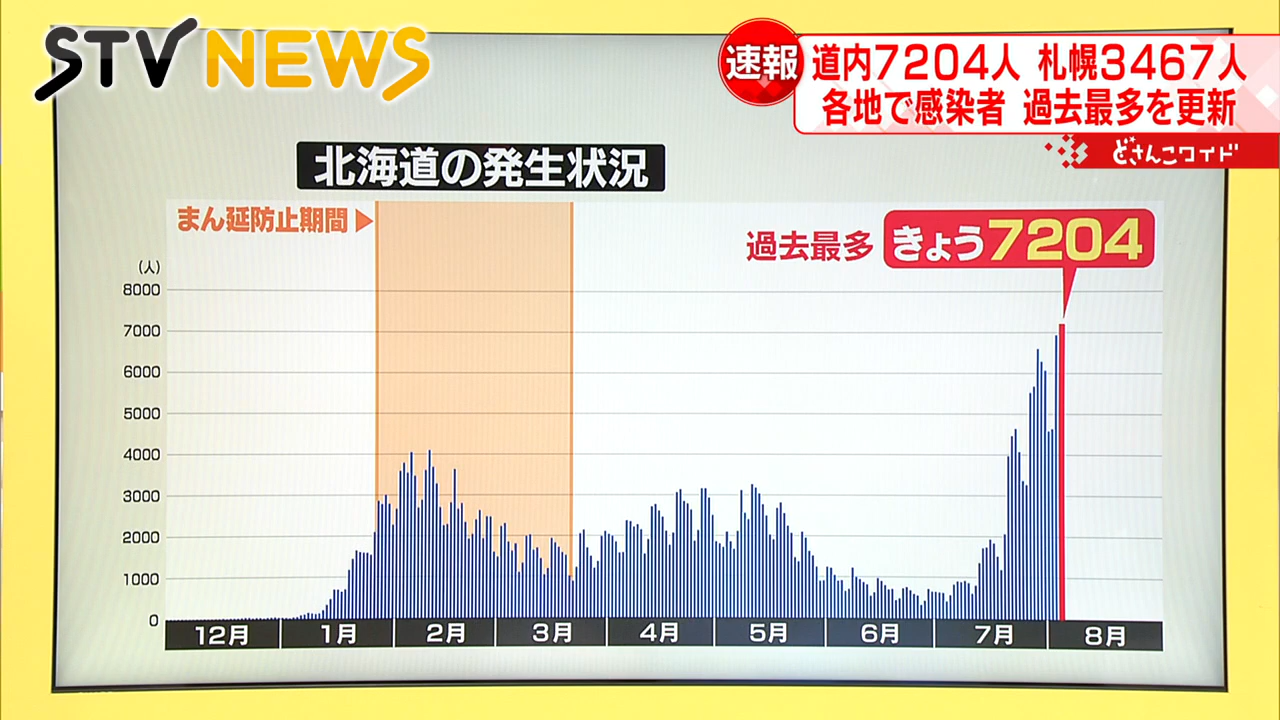 STV NEWS
速報
道内7204人 札幌3467人
各地で感染者 過去最多を更新
どさんこワイド
北海道の発生状況
まん延防止期間
過去最多 きょう7204
(人)
8000
7000
6000
5000
4000
3000
2000
1000
0
12月 1月 2月 3月 4月 5月 6月 7月 8月